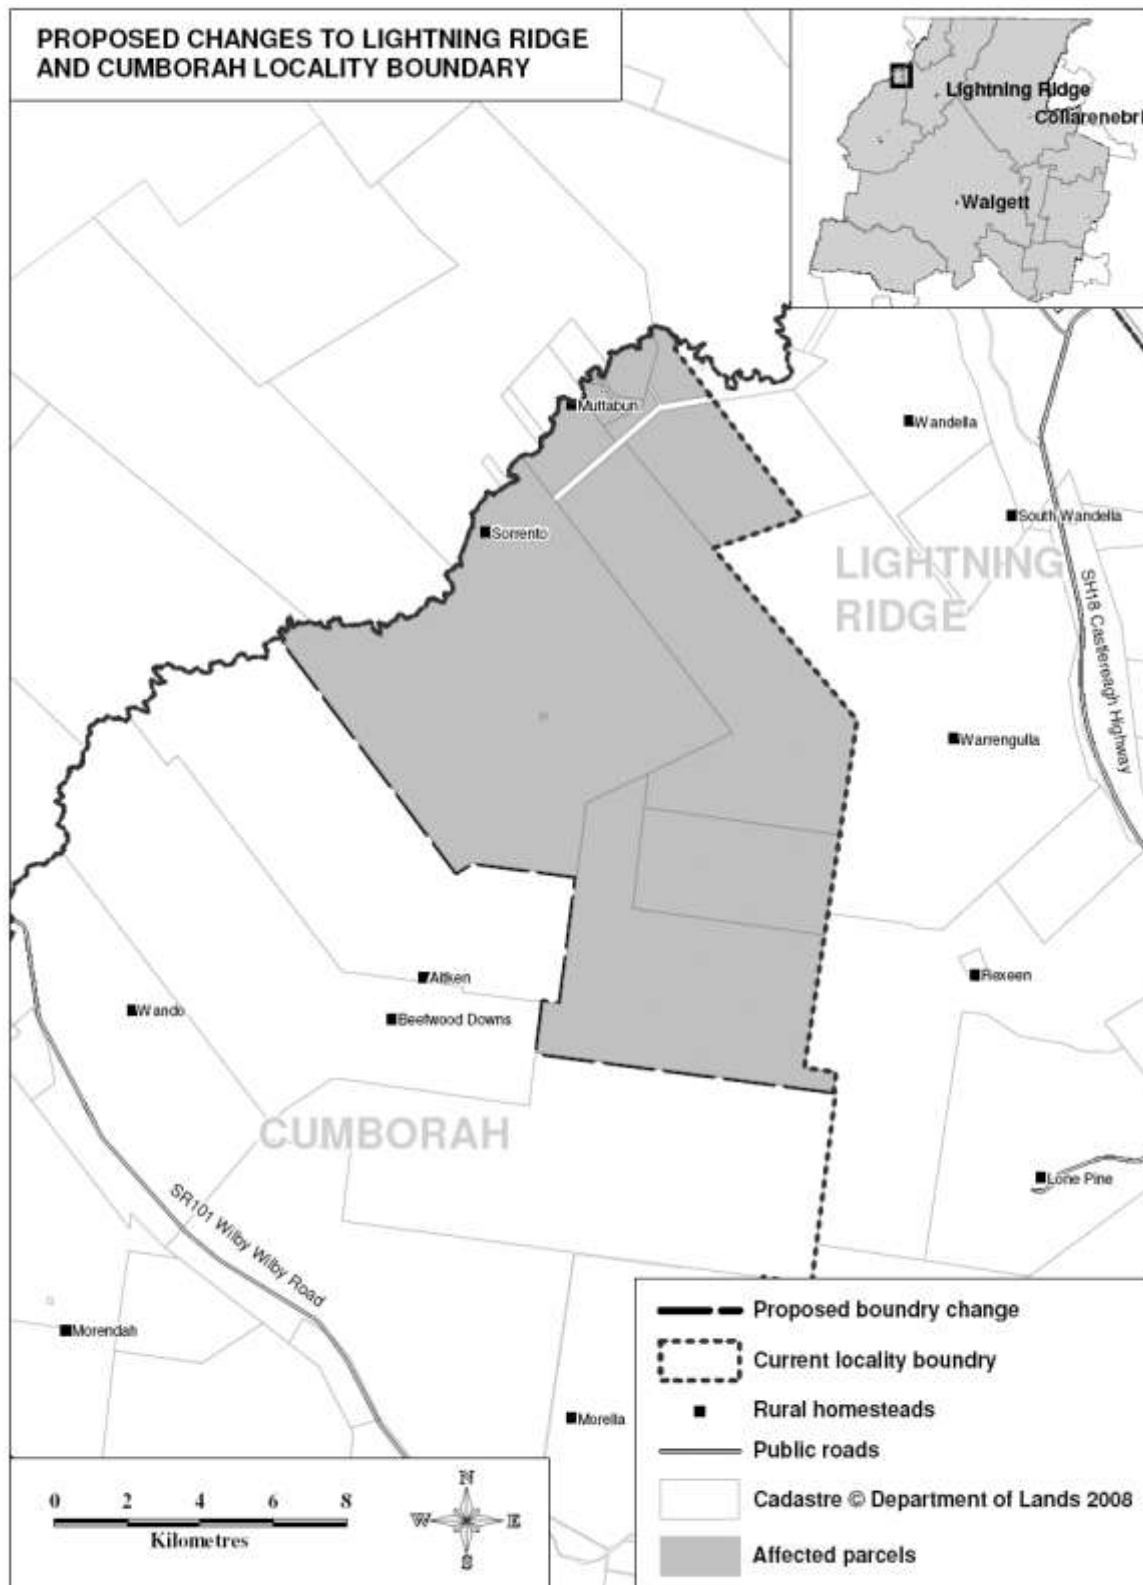 PROPOSED CHANGES TO LIGHTNING RIDGE
AND CUMBORAH LOCALITY BOUNDARY
Lightning Ridge
Collarenebri
Walgett
Muttabun
Wandella
South Wandella
Sorrento
LIGHTNING
RIDGE
SH18 Castlereagh Highway
Warrengulla
Aitken
Rexeen
Wando
Beefwood Downs
CUMBORAH
Lone Pine
SR101 Wilby Wilby Road
Morendah
Morella
Proposed boundry change
Current locality boundry
Rural homesteads
Public roads
Cadastre © Department of Lands 2008
Affected parcels
0 2 4 6 8
Kilometres
N
W E
S